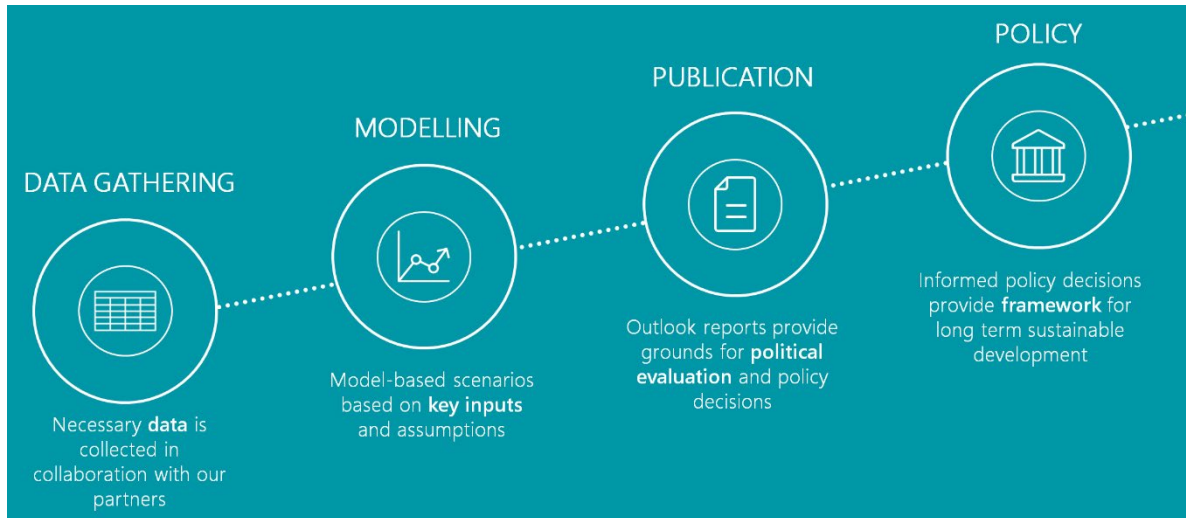 DATA GATHERING
Necessary data is
collected in
collaboration with our
partners
MODELLING
Model-based scenarios
based on key inputs
and assumptions
PUBLICATION
Outlook reports provide
grounds for political
evaluation and policy
decisions
POLICY
Informed policy decisions
provide framework for
long term sustainable
development